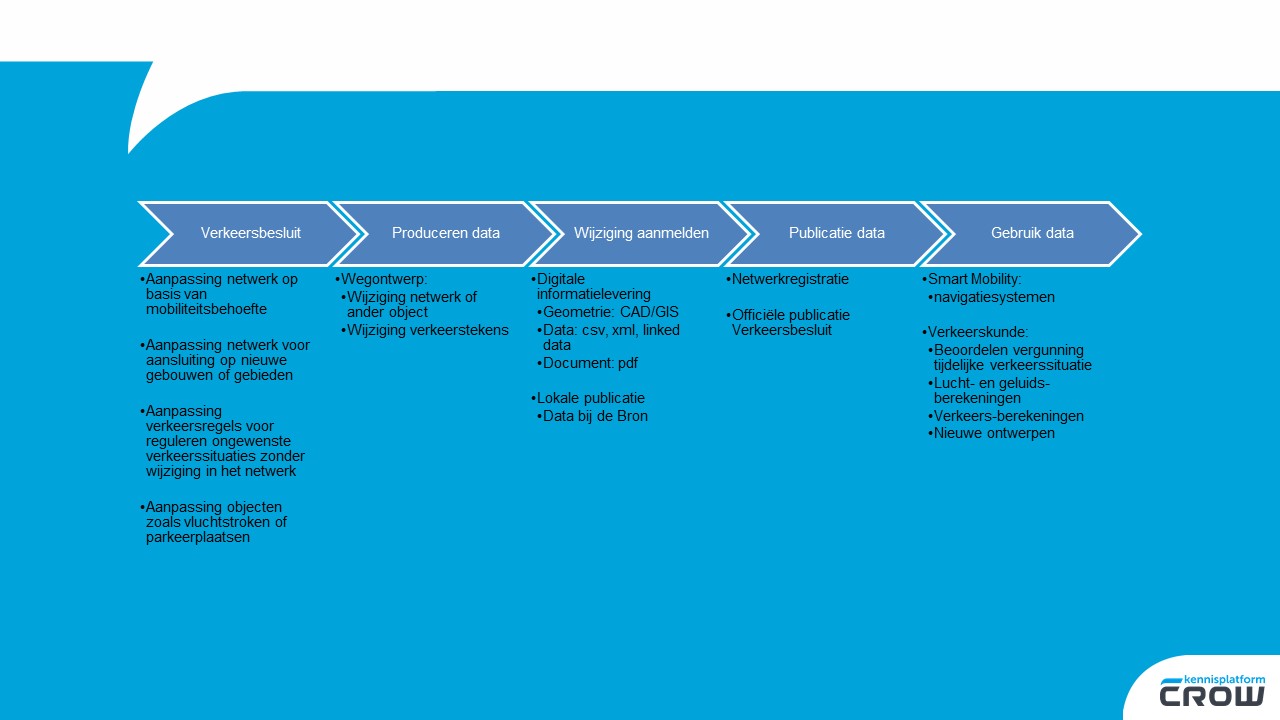 Verkeersbesluit
•Aanpassing netwerk op
basis van
mobiliteitsbehoefte
•Aanpassing netwerk voor
aansluiting op nieuwe
gebouwen of gebieden
•Aanpassing
verkeersregels voor
reguleren ongewenste
verkeerssituaties zonder
wijziging in het netwerk
•Aanpassing objecten
zoals vluchtstroken of
parkeerplaatsen
Produceren data
•Wegontwerp:
•Wijziging netwerk of
ander object
•Wijziging verkeerstekens
Wijziging aanmelden
•Digitale
informatielevering
•Geometrie: CAD/GIS
•Data: csv, xml, linked
data
•Document: pdf
•Lokale publicatie
•Data bij de Bron
Publicatie data
•Netwerkregistratie
•Officiële publicatie
Verkeersbesluit
Gebruik data
•Smart Mobility:
•navigatiesystemen
•Verkeerskunde:
•Beoordelen vergunning
tijdelijke verkeerssituatie
•Lucht- en geluids-
berekeningen
•Verkeers-berekeningen
•Nieuwe ontwerpen
kennisplatform
CROW